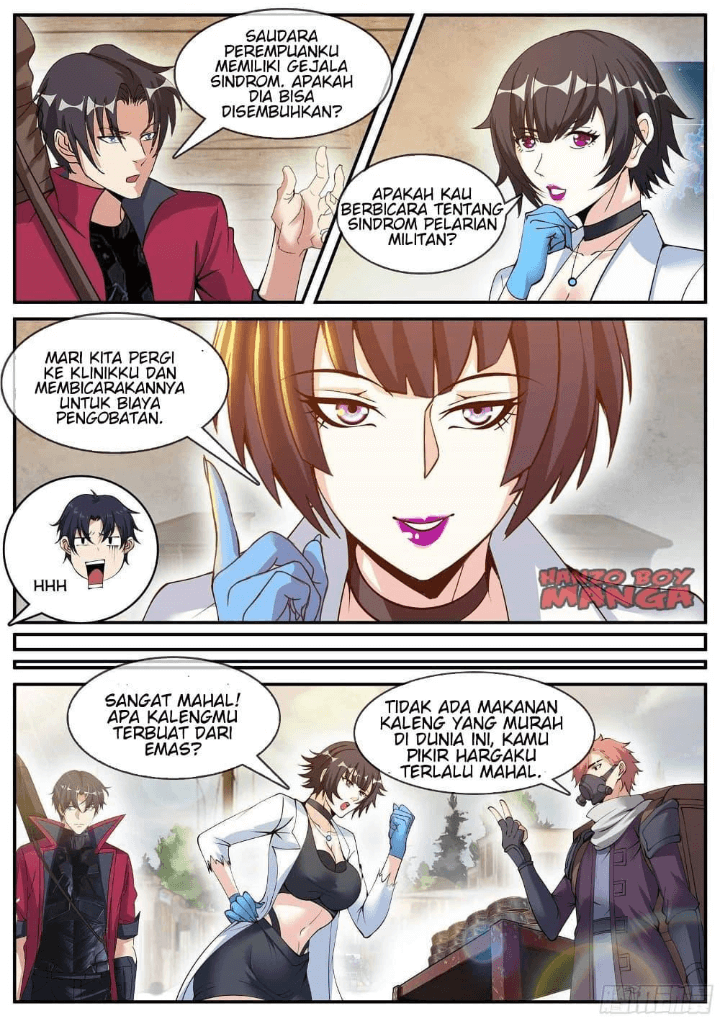 SAUDARA
PEREMPUANKU
MEMILIKI GEJALA
SINDROM. APAKAH
DIA BISA
DISEMBUHKAN?
APAKAH KAU
BERBICARA TENTANG
SINDROM PELARIAN
MILITAN?
MARI KITA PERGI
KE KLINIKKU DAN
MEMBICARAKANNYA
UNTUK BIAYA
PENGOBATAN.
HHH
HANZO BOY
MANGA
SANGAT MAHAL!
APA KALENGMU
TERBUAT DARI
EMAS?
TIDAK ADA MAKANAN
KALENG YANG MURAH
DI DUNIA INI, KAMU
PIKIR HARGAKU
TERLALU MAHAL.